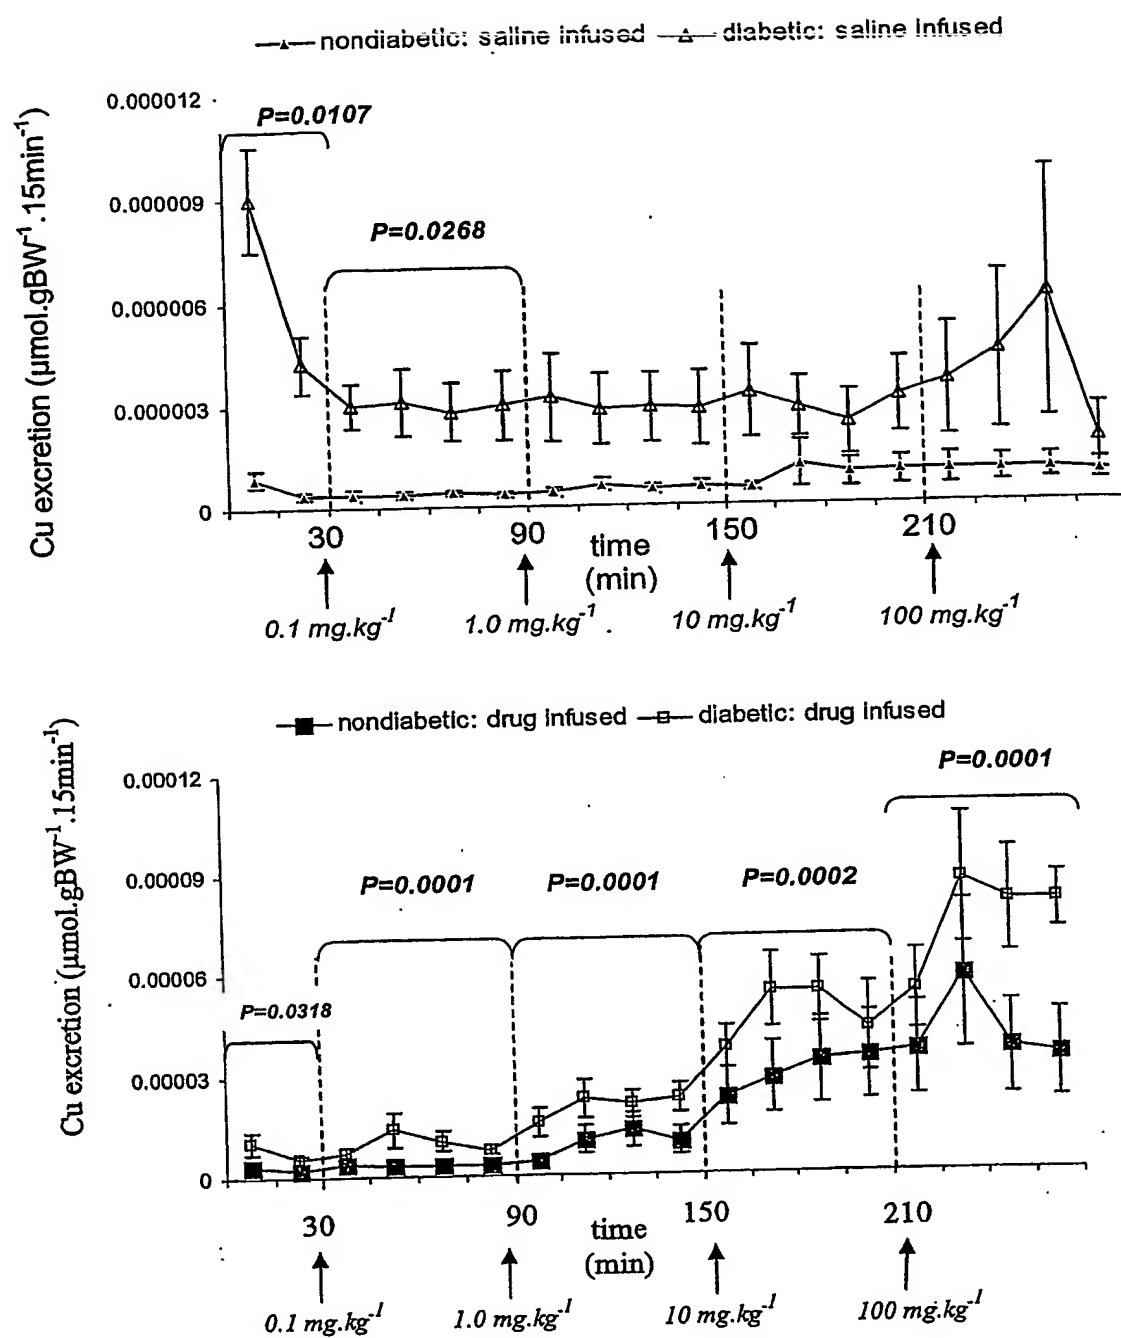 nondiabetic: saline infused diabetic: saline infused
Cu excretion (µmol.gBW-1.15min-1)
0.000012
P=0.0107
0.000009
P=0.0268
0.000006
0.000003
0
30 90 150 210
time
(min)
0.1 mg.kg-1 1.0 mg.kg-1 10 mg.kg-1 100 mg.kg-1
nondiabetic: drug infused diabetic: drug infused
Cu excretion (µmol.gBW-1.15min-1)
0.00012
P=0.0001
0.00009
P=0.0001 P=0.0001 P=0.0002
0.00006
P=0.0318
0.00003
0
30 90 150 210
time
(min)
0.1 mg.kg-1 1.0 mg.kg-1 10 mg.kg-1 100 mg.kg-1